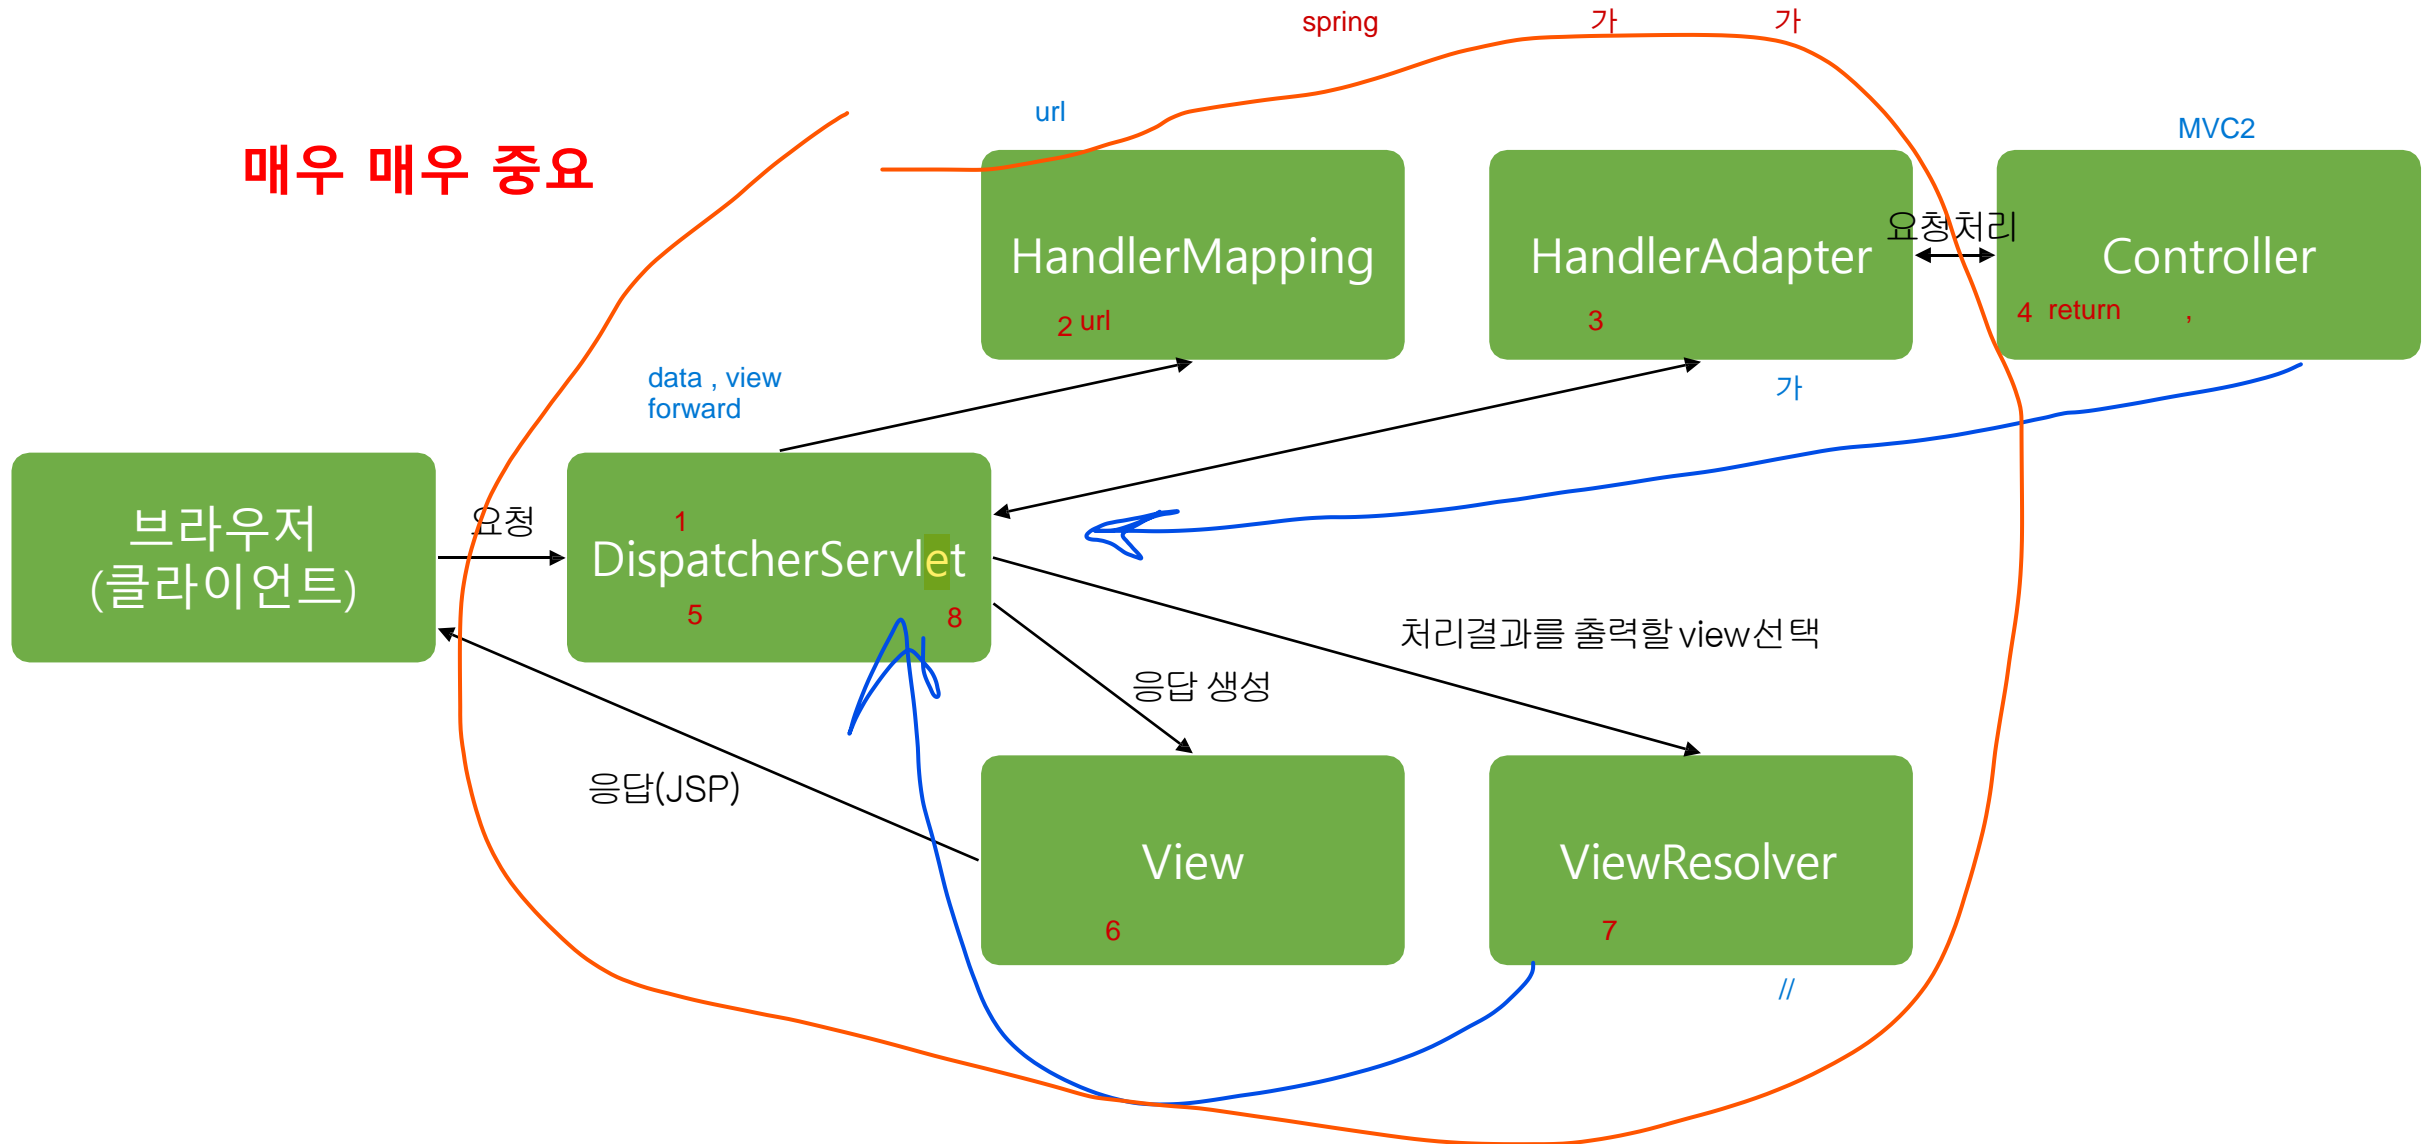 spring 가 가
url
MVC2
매우 매우 중요
HandlerMapping
2 url
HandlerAdapter
3
요청처리
Controller
4 return ,
data , view
forward
가
브라우저
(클라이언트)
요청
1
DispatcherServlet
5 8
처리결과를 출력할 view선택
응답 생성
응답(JSP)
View
6
ViewResolver
7
//